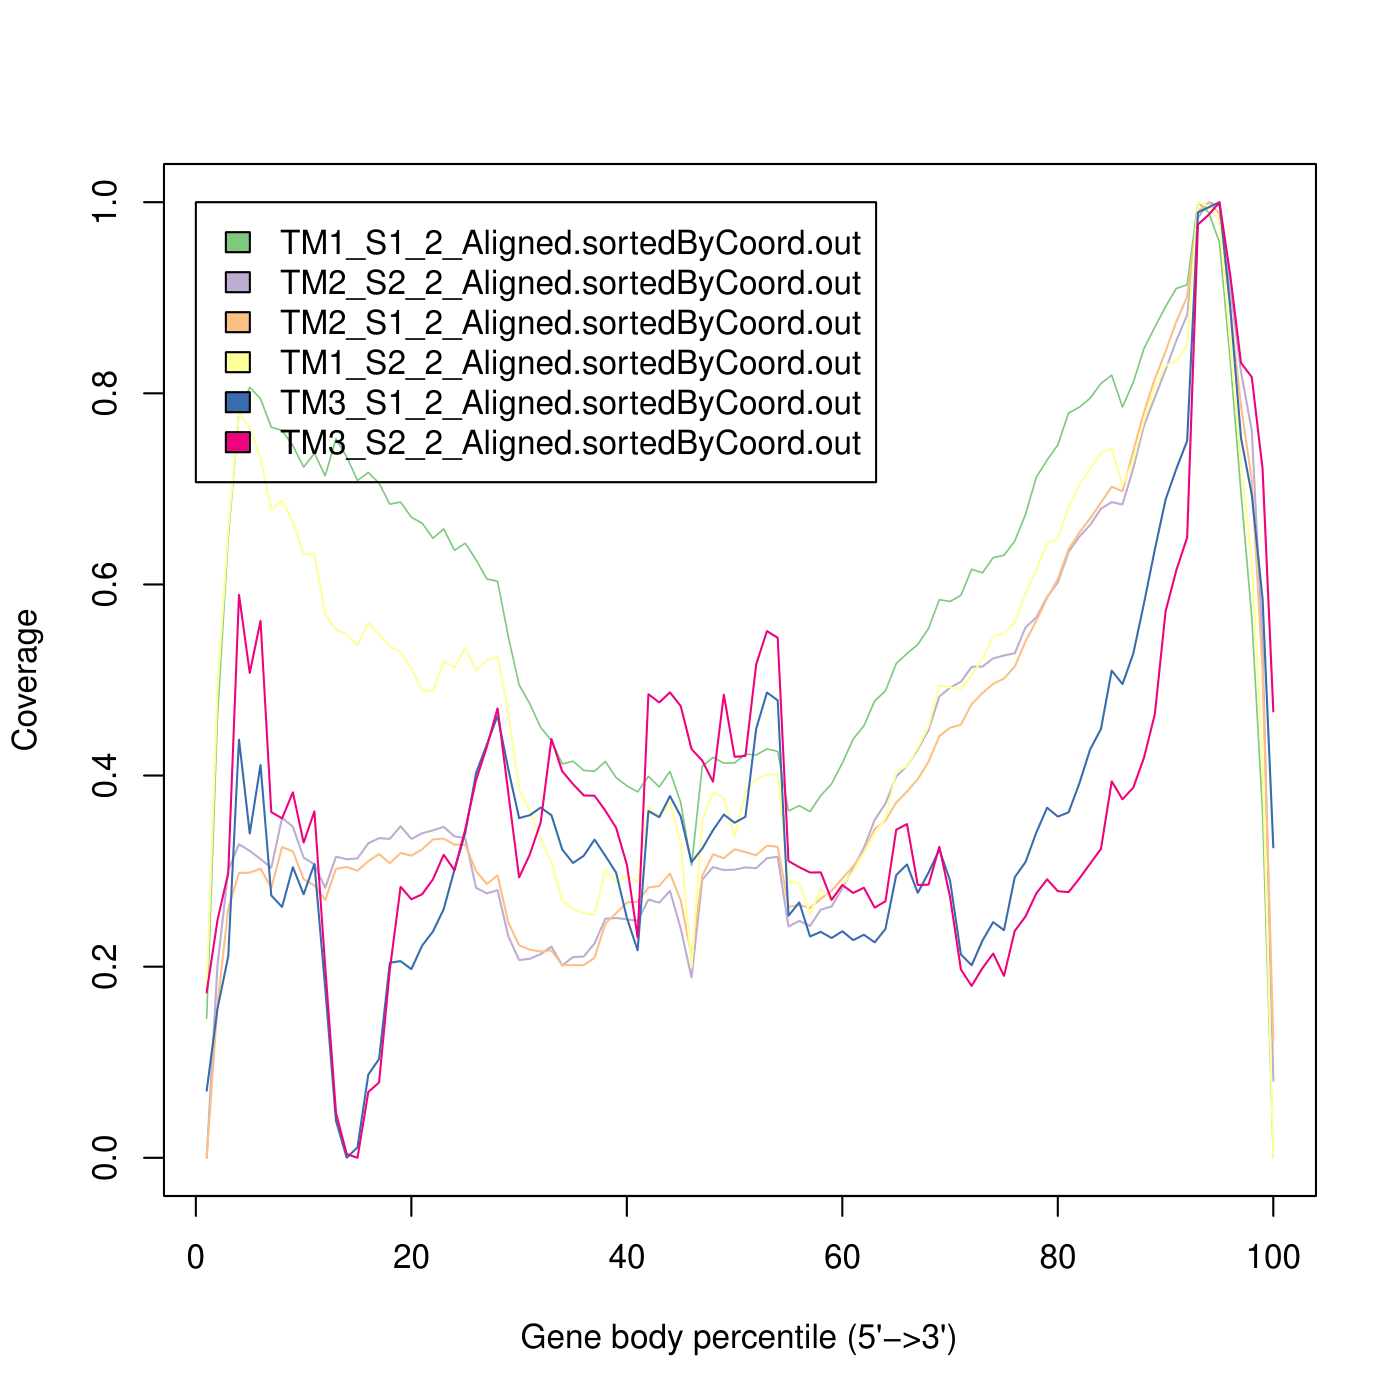 TM1_S1_2_Aligned.sortedByCoord.out
TM2_S2_2_Aligned.sortedByCoord.out
TM2_S1_2_Aligned.sortedByCoord.out
TM1_S2_2_Aligned.sortedByCoord.out
TM3_S1_2_Aligned.sortedByCoord.out
TM3_S2_2_Aligned.sortedByCoord.out
1.0
0.8
0.6
0.4
0.2
0.0
Coverage
0 20 40 60 80 100
Gene body percentile (5'−>3')